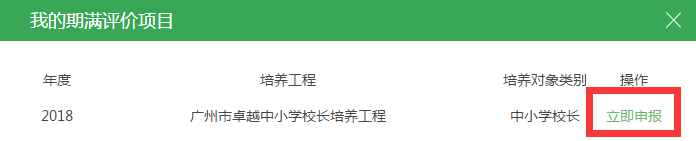 我的期满评价项目
年度 培养工程 培养对象类别 操作
2018 广州市卓越中小学校长培养工程 中小学校长 立即申报